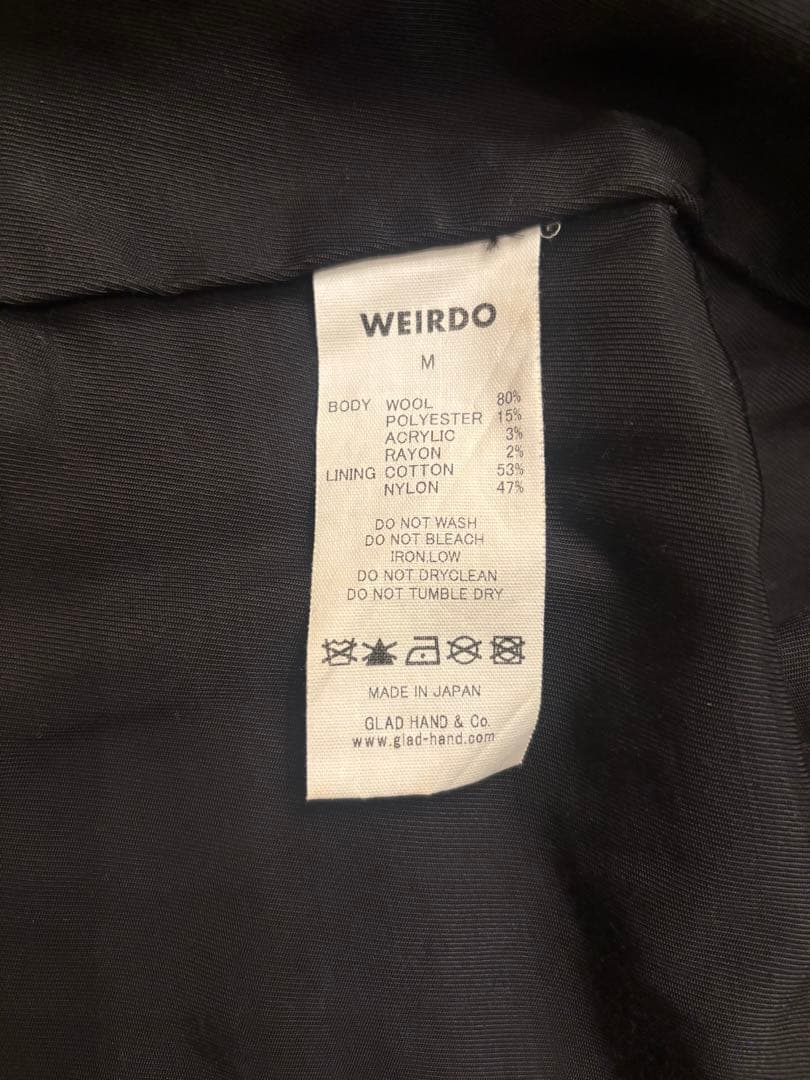 WEIRDO
M
BODY WOOL 80%
POLYESTER 15%
ACRYLIC 3%
RAYON 2%
LINING COTTON 53%
NYLON 47%
DO NOT WASH
DO NOT BLEACH
IRON,LOW
DO NOT DRYCLEAN
DO NOT TUMBLE DRY
MADE IN JAPAN
GLAD HAND & Co.
www.glad-hand.com